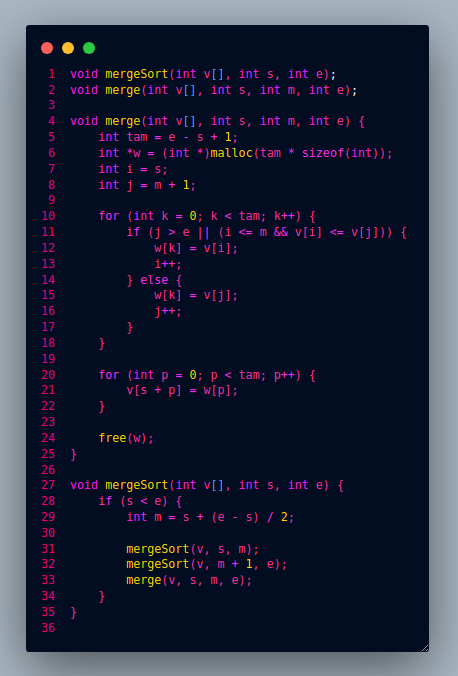 1 void mergeSort(int v[], int s, int e);
2 void merge(int v[], int s, int m, int e);
3
4 void merge(int v[], int s, int m, int e) {
5     int tam = e - s + 1;
6     int *w = (int *)malloc(tam * sizeof(int));
7     int i = s;
8     int j = m + 1;
9
10     for (int k = 0; k < tam; k++) {
11         if (j > e || (i <= m && v[i] <= v[j])) {
12             w[k] = v[i];
13             i++;
14         } else {
15             w[k] = v[j];
16             j++;
17         }
18     }
19
20     for (int p = 0; p < tam; p++) {
21         v[s + p] = w[p];
22     }
23
24     free(w);
25 }
26
27 void mergeSort(int v[], int s, int e) {
28     if (s < e) {
29         int m = s + (e - s) / 2;
30
31         mergeSort(v, s, m);
32         mergeSort(v, m + 1, e);
33         merge(v, s, m, e);
34     }
35 }
36